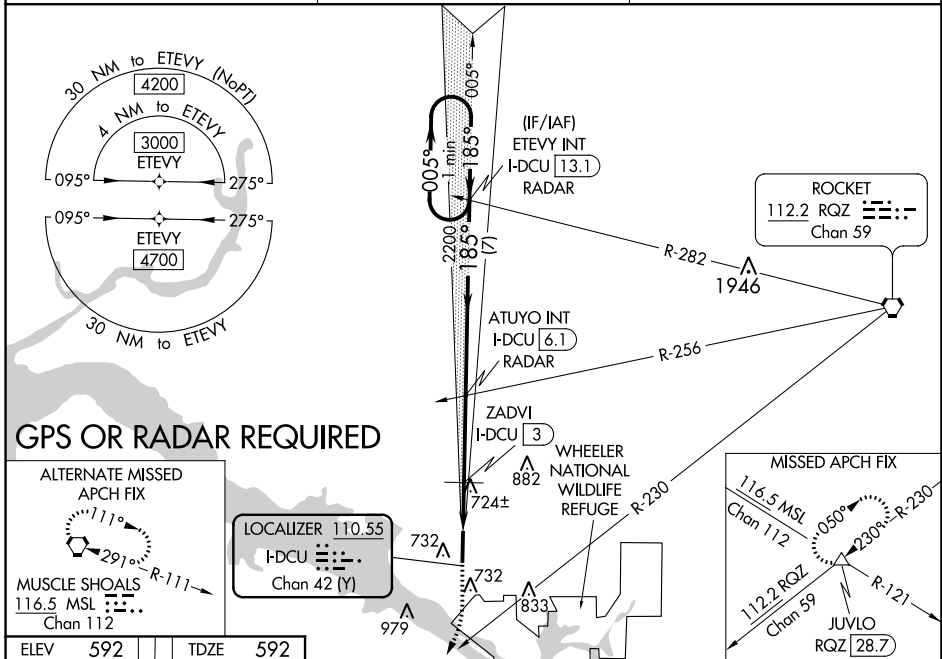 30 NM to ETEVY (NoPT)
4200
4 NM to ETEVY
3000
ETEVY
095°
275°
095°
275°
ETEVY
4700
30 NM to ETEVY
005°
005°
1 min
185°
2200
185°
(7)
(IF/IAF)
ETEVY INT
I-DCU 13.1
RADAR
ROCKET
112.2 RQZ
Chan 59
R-282
1946
ATUYO INT
I-DCU 6.1
RADAR
R-256
ZADVI
I-DCU 3
882
724±
WHEELER
NATIONAL
WILDLIFE
REFUGE
R-230
GPS OR RADAR REQUIRED
ALTERNATE MISSED
APCH FIX
111°
291°
R-111
MUSCLE SHOALS
116.5 MSL
Chan 112
LOCALIZER 110.55
I-DCU
Chan 42 (Y)
732
732
833
979
MISSED APCH FIX
116.5 MSL
Chan 112
050°
230°
R-230
112.2 RQZ
Chan 59
R-121
JUVLO
RQZ 28.7
ELEV 592
TDZE 592